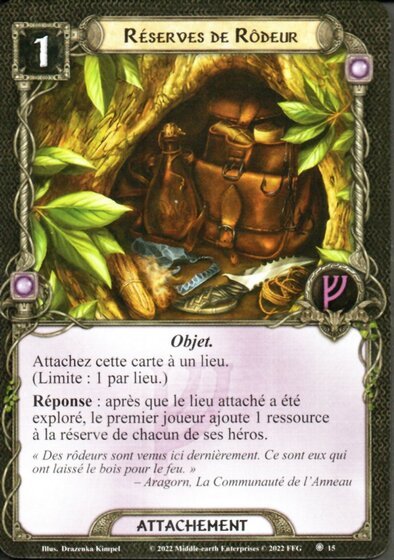 1
RÉSERVES DE RÔDEUR
Objet.
Attachez cette carte à un lieu.
(Limite : 1 par lieu.)
Réponse : après que le lieu attaché a été
exploré, le premier joueur ajoute 1 ressource
à la réserve de chacun de ses héros.
« Des rôdeurs sont venus ici dernièrement. Ce sont eux qui
ont laissé le bois pour le feu. »
– Aragorn, La Communauté de l'Anneau
ATTACHEMENT
Illus. Drazenka Kimpel © 2022 Middle-earth Enterprises © 2022 FFG 15